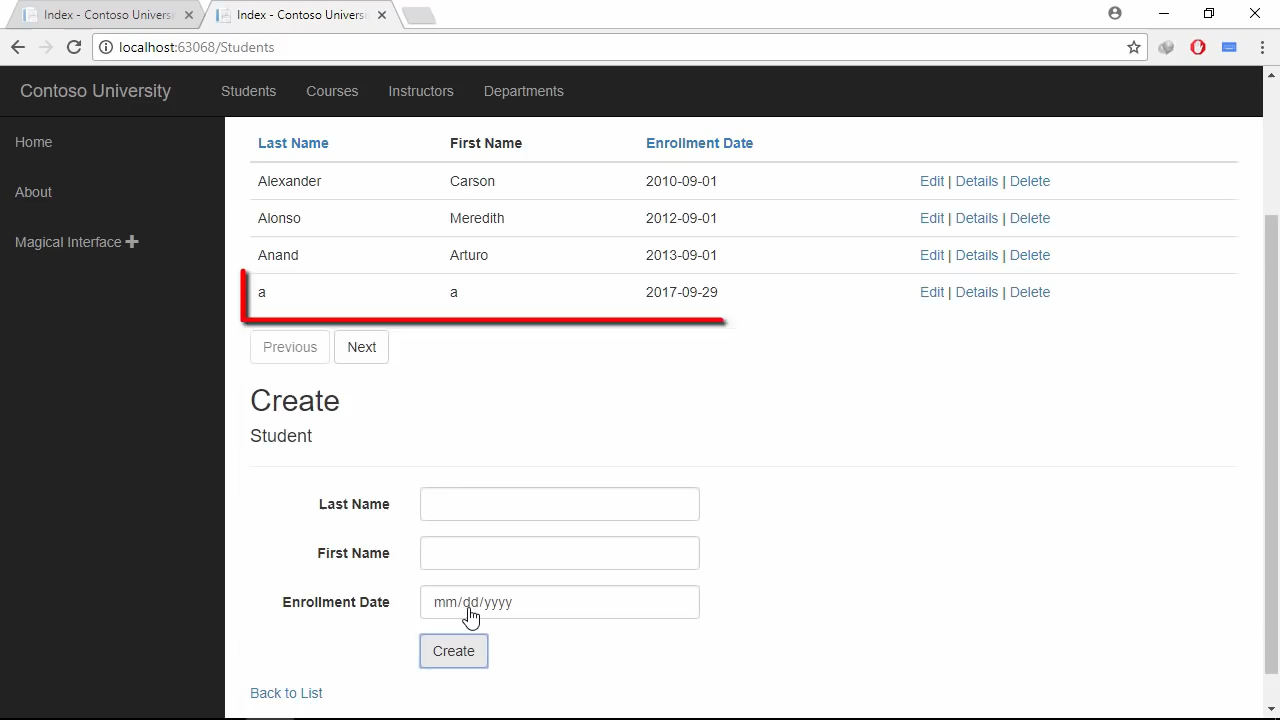 Index - Contoso Universi
Index - Contoso Universi
localhost:63068/Students
Contoso University Students Courses Instructors Departments
Home
About
Magical Interface
Last Name First Name Enrollment Date
Alexander Carson 2010-09-01 Edit | Details | Delete
Alonso Meredith 2012-09-01 Edit | Details | Delete
Anand Arturo 2013-09-01 Edit | Details | Delete
a a 2017-09-29 Edit | Details | Delete
Previous Next
Create
Student
Last Name
First Name
Enrollment Date mm/dd/yyyy
Create
Back to List